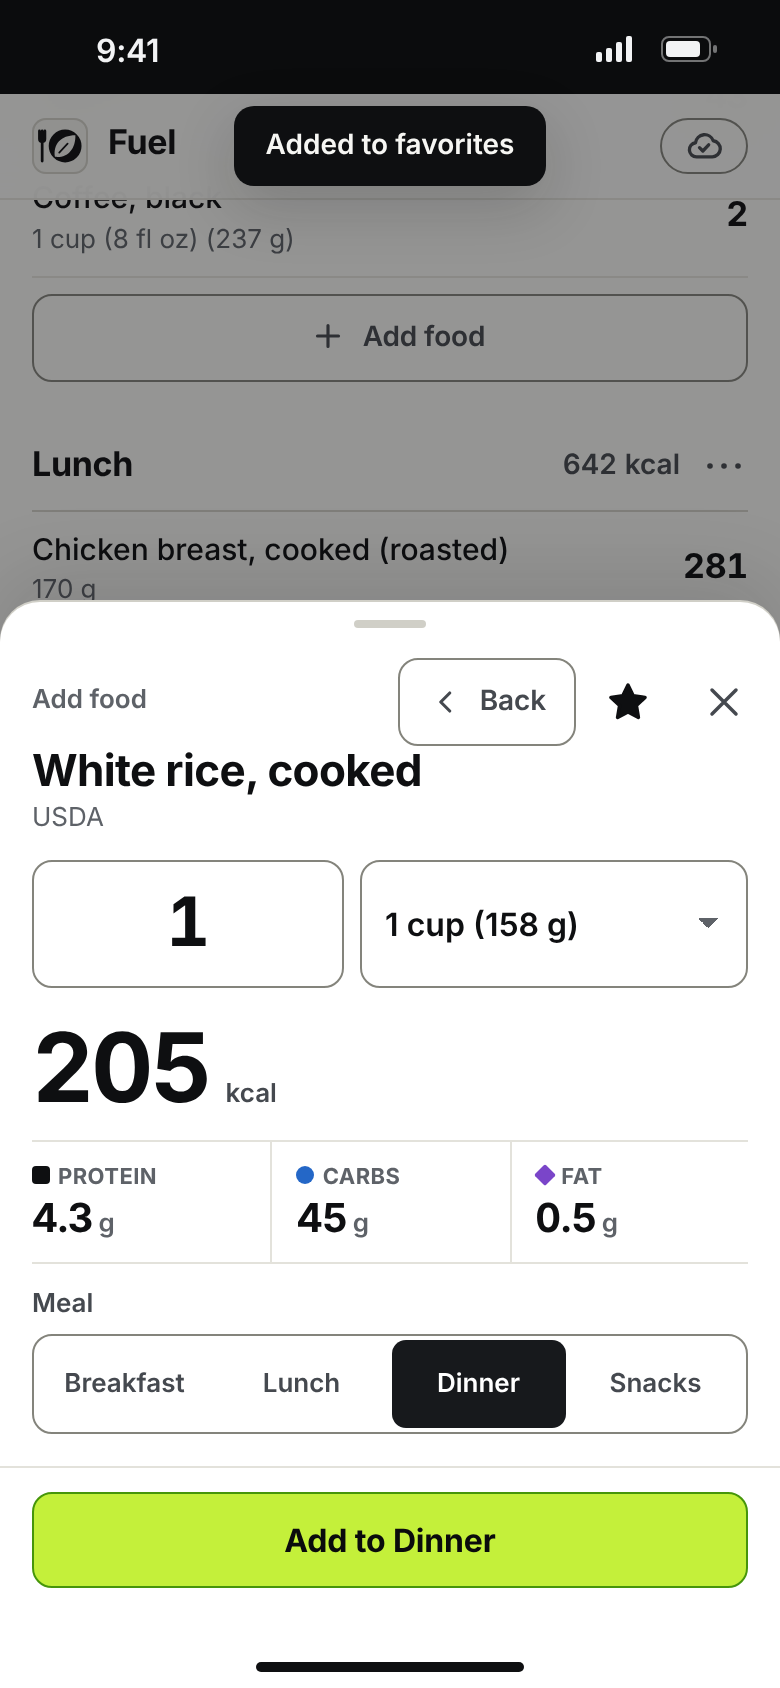 9:41
Fuel
Added to favorites
Coffee, black
2
1 cup (8 fl oz) (237 g)
Add food
Lunch
642 kcal
Chicken breast, cooked (roasted)
281
170 g
Add food
Back
White rice, cooked
USDA
1
1 cup (158 g)
205 kcal
PROTEIN
4.3 g
CARBS
45 g
FAT
0.5 g
Meal
Breakfast
Lunch
Dinner
Snacks
Add to Dinner